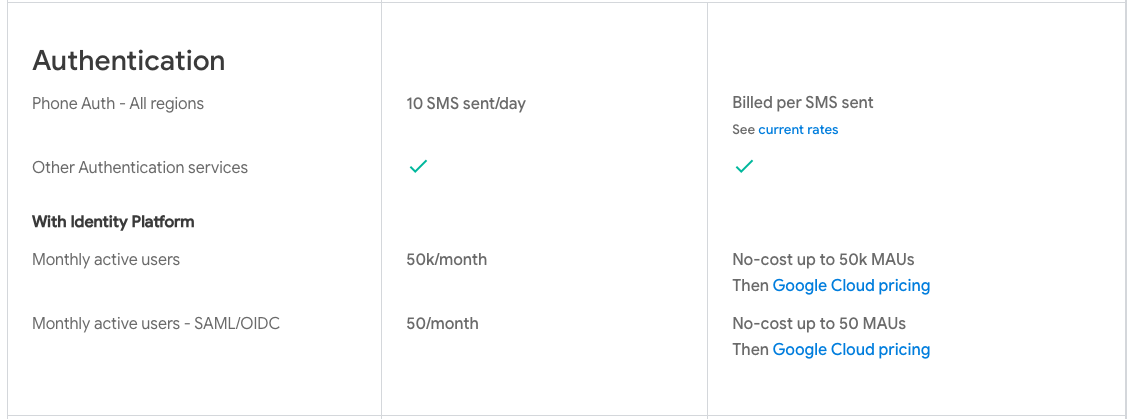 Authentication
Phone Auth - All regions
10 SMS sent/day
Billed per SMS sent
See current rates
Other Authentication services
With Identity Platform
Monthly active users
50k/month
No-cost up to 50k MAUs
Then Google Cloud pricing
Monthly active users - SAML/OIDC
50/month
No-cost up to 50 MAUs
Then Google Cloud pricing